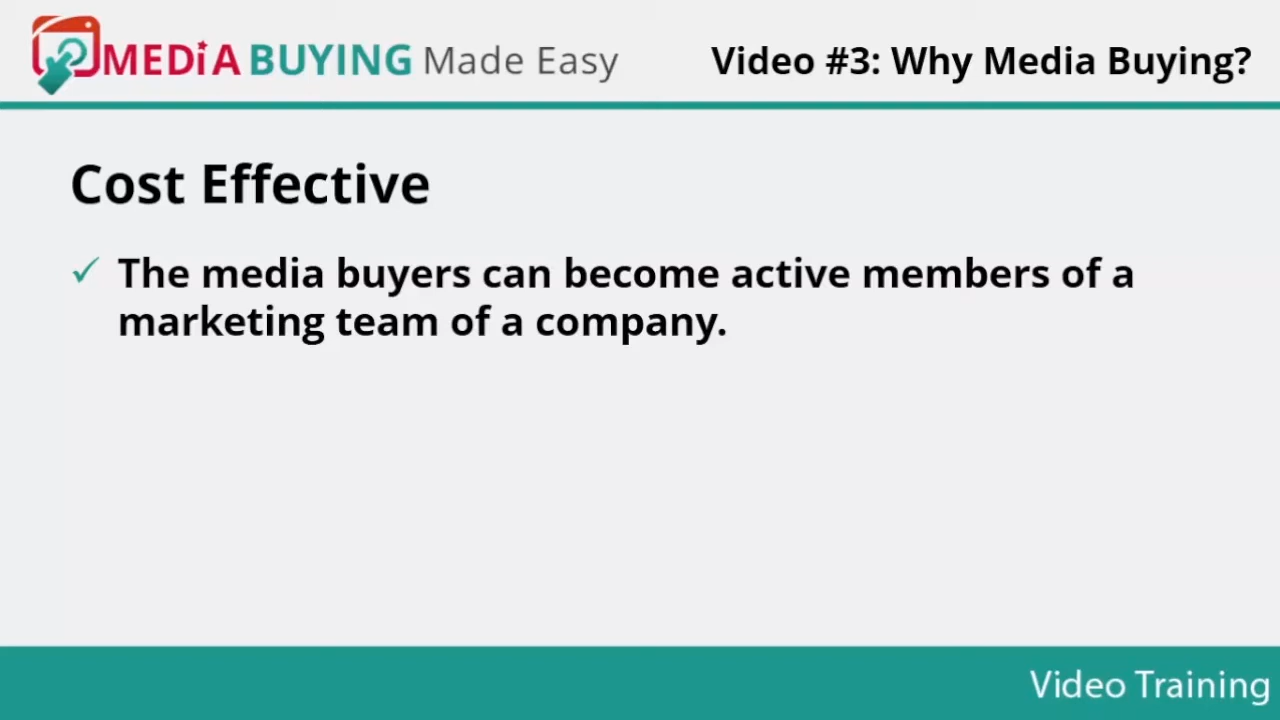 MEDiA BUYING Made Easy
Video #3: Why Media Buying?
Cost Effective
✓ The media buyers can become active members of a
marketing team of a company.
Video Training